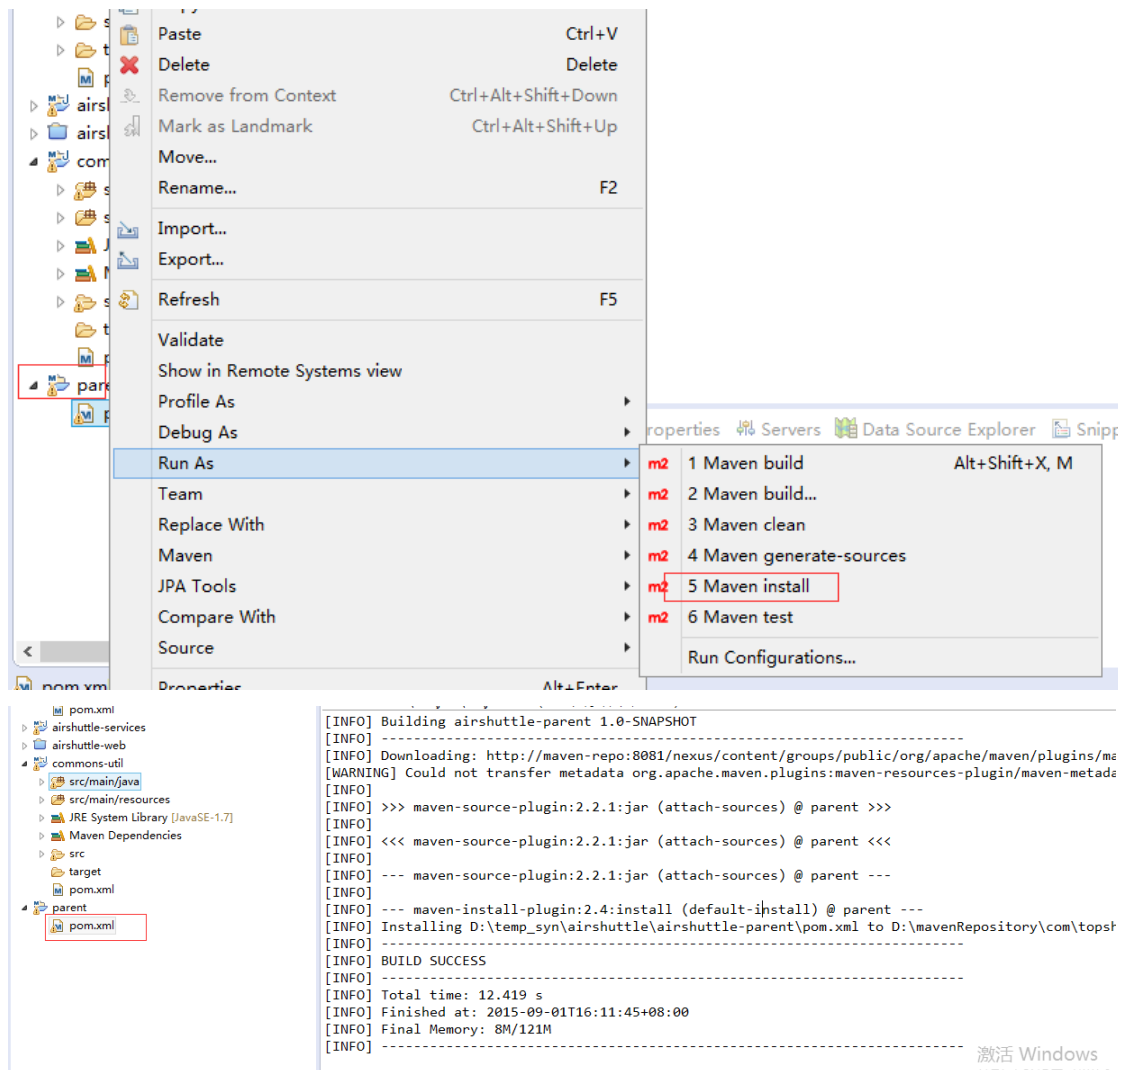 Paste Ctrl+V
Delete Delete
Remove from Context Ctrl+Alt+Shift+Down
airsl
Mark as Landmark Ctrl+Alt+Shift+Up
airsl
Move...
com
Rename... F2
Import...
Export...
Refresh F5
Validate
Show in Remote Systems view
Profile As
Debug As
roperties Servers Data Source Explorer Snipp
Run As
1 Maven build Alt+Shift+X, M
Team
2 Maven build...
Replace With
3 Maven clean
Maven
4 Maven generate-sources
JPA Tools
5 Maven install
Compare With
6 Maven test
Source
Run Configurations...
pom.xm
Properties Alt+Enter
pom.xml
airshuttle-services
airshuttle-web
commons-util
src/main/java
src/main/resources
JRE System Library [JavaSE-1.7]
Maven Dependencies
src
target
pom.xml
parent
pom.xml
[INFO] Building airshuttle-parent 1.0-SNAPSHOT
[INFO] ------------------------------------------------------------------------
[INFO] Downloading: http://maven-repo:8081/nexus/content/groups/public/org/apache/maven/plugins/ma
[WARNING] Could not transfer metadata org.apache.maven.plugins:maven-resources-plugin/maven-metada
[INFO]
[INFO] >>> maven-source-plugin:2.2.1:jar (attach-sources) @ parent >>>
[INFO]
[INFO] <<< maven-source-plugin:2.2.1:jar (attach-sources) @ parent <<<
[INFO]
[INFO] --- maven-source-plugin:2.2.1:jar (attach-sources) @ parent ---
[INFO]
[INFO] --- maven-install-plugin:2.4:install (default-install) @ parent ---
[INFO] Installing D:\temp_syn\airshuttle\airshuttle-parent\pom.xml to D:\mavenRepository\com\topsh
[INFO] ------------------------------------------------------------------------
[INFO] BUILD SUCCESS
[INFO] ------------------------------------------------------------------------
[INFO] Total time: 12.419 s
[INFO] Finished at: 2015-09-01T16:11:45+08:00
[INFO] Final Memory: 8M/121M
[INFO] ------------------------------------------------------------------------
激活 Windows